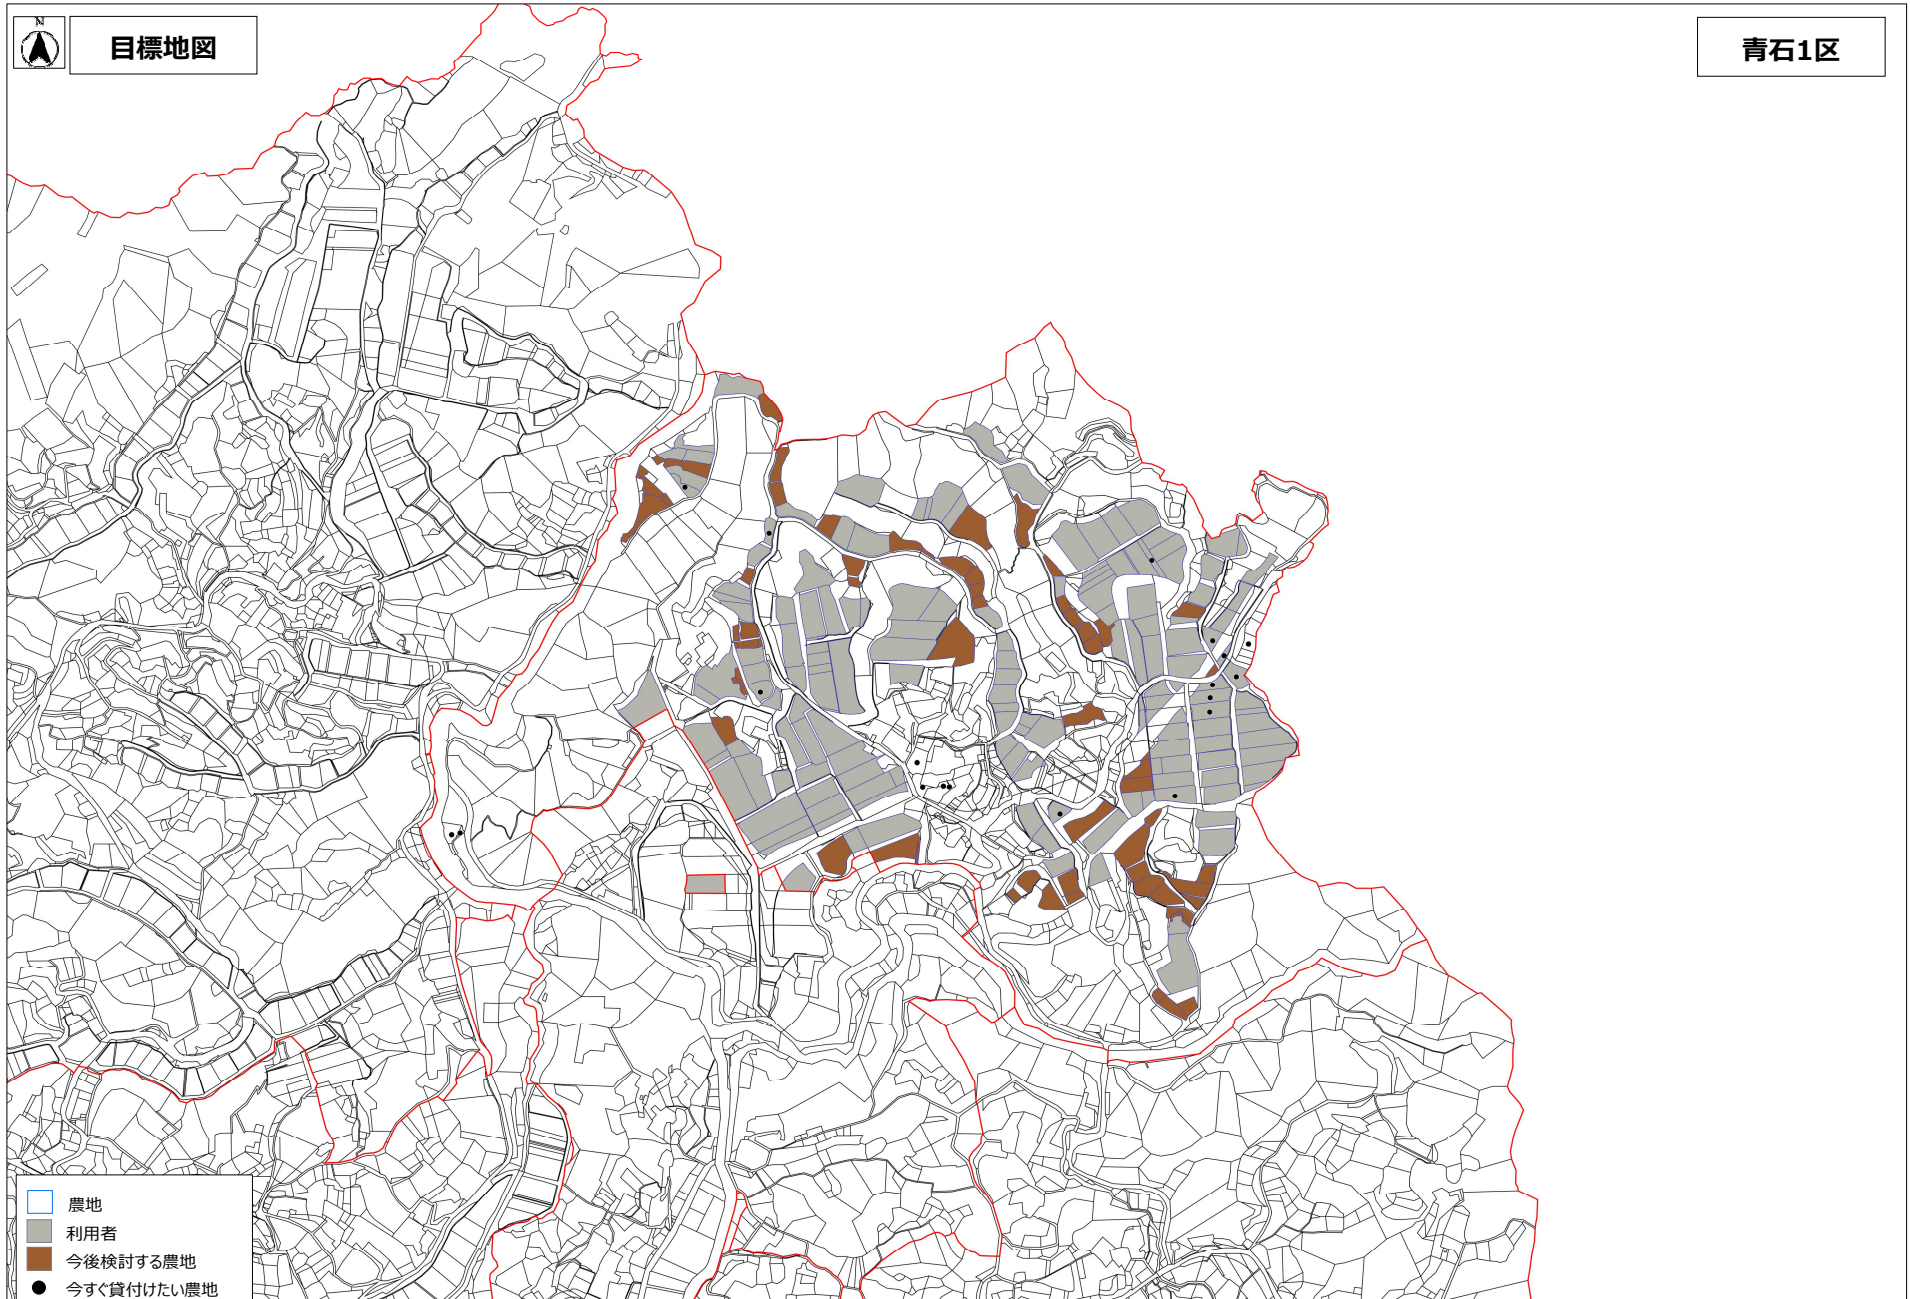 N
目標地図
青石1区
農地
利用者
今後検討する農地
今すぐ貸付けたい農地